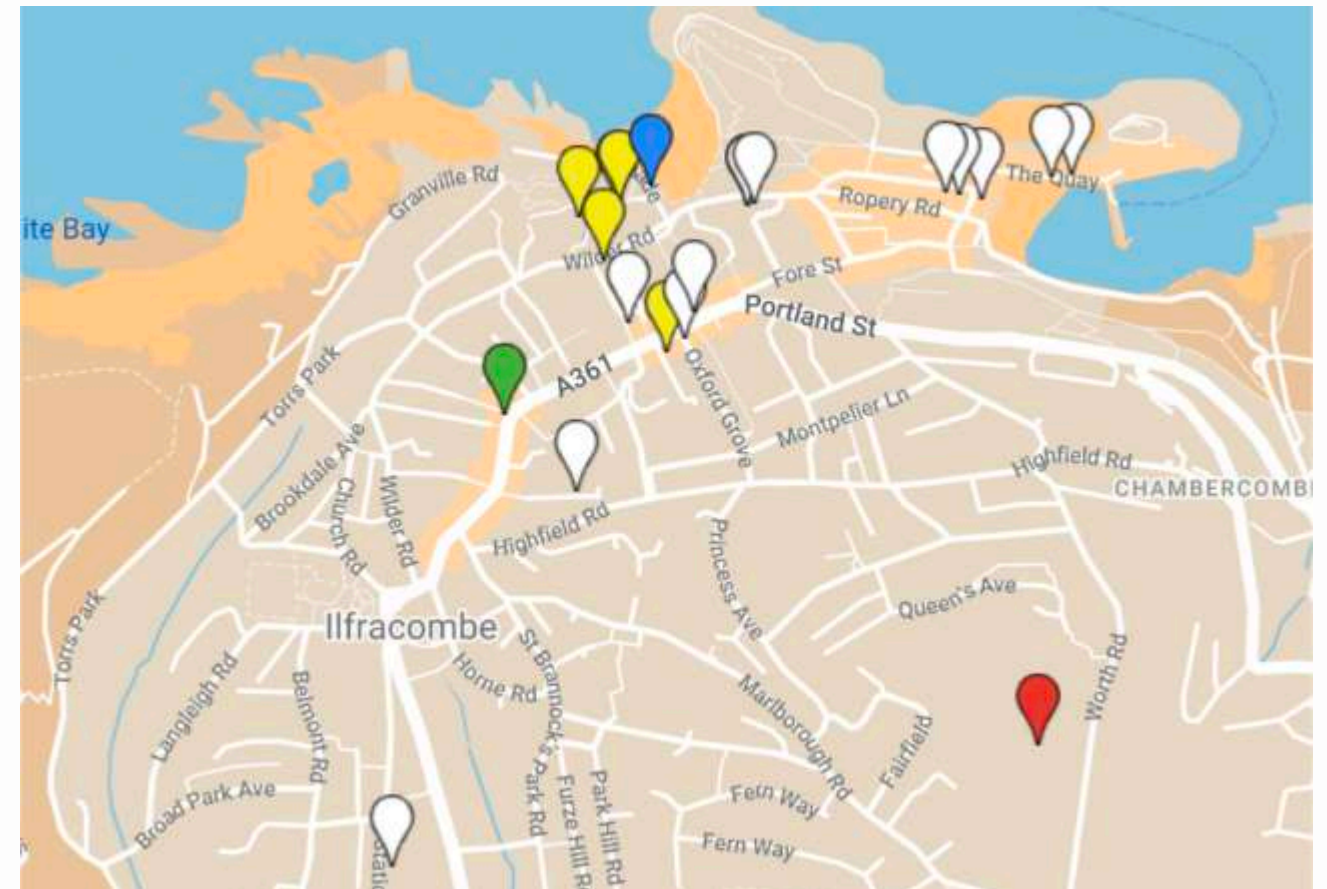 Granville Rd
The Quay
Ropery Rd
ite Bay
Wilder Rd
Fore St
Portland St
A361
Torrs Park
Oxford Grove
Montpelier Ln
Brookdale Ave
Highfield Rd
CHAMBERCOMB
Church Rd
Wilder Rd
Highfield Rd
Princess Ave
Queen's Ave
Torrs Park
Ilfracombe
St Brannock's Park Rd
Horne Rd
Worth Rd
Langleigh Rd
Belmont Rd
Marlborough Rd
Fairfield
Broad Park Ave
Furze Hill R
Park Hill Rd
Fern Way
Fern Way